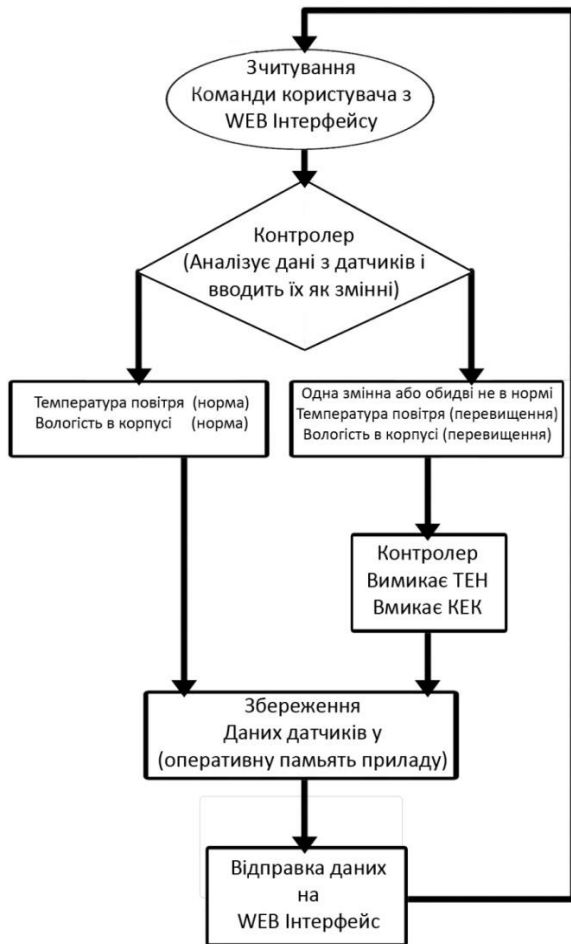 Зчитування
Команди користувача з
WEB Інтерфейсу
Контролер
(Аналізує дані з датчиків і
вводить їх як змінні)
Температура повітря (норма)
Вологість в корпусі (норма)
Одна змінна або обидві не в нормі
Температура повітря (перевищення)
Вологість в корпусі (перевищення)
Контролер
Вимикає ТЕН
Вмикає КЕК
Збереження
Даних датчиків у
(оперативну памьять приладу)
Відправка даних
на
WEB Інтерфейс